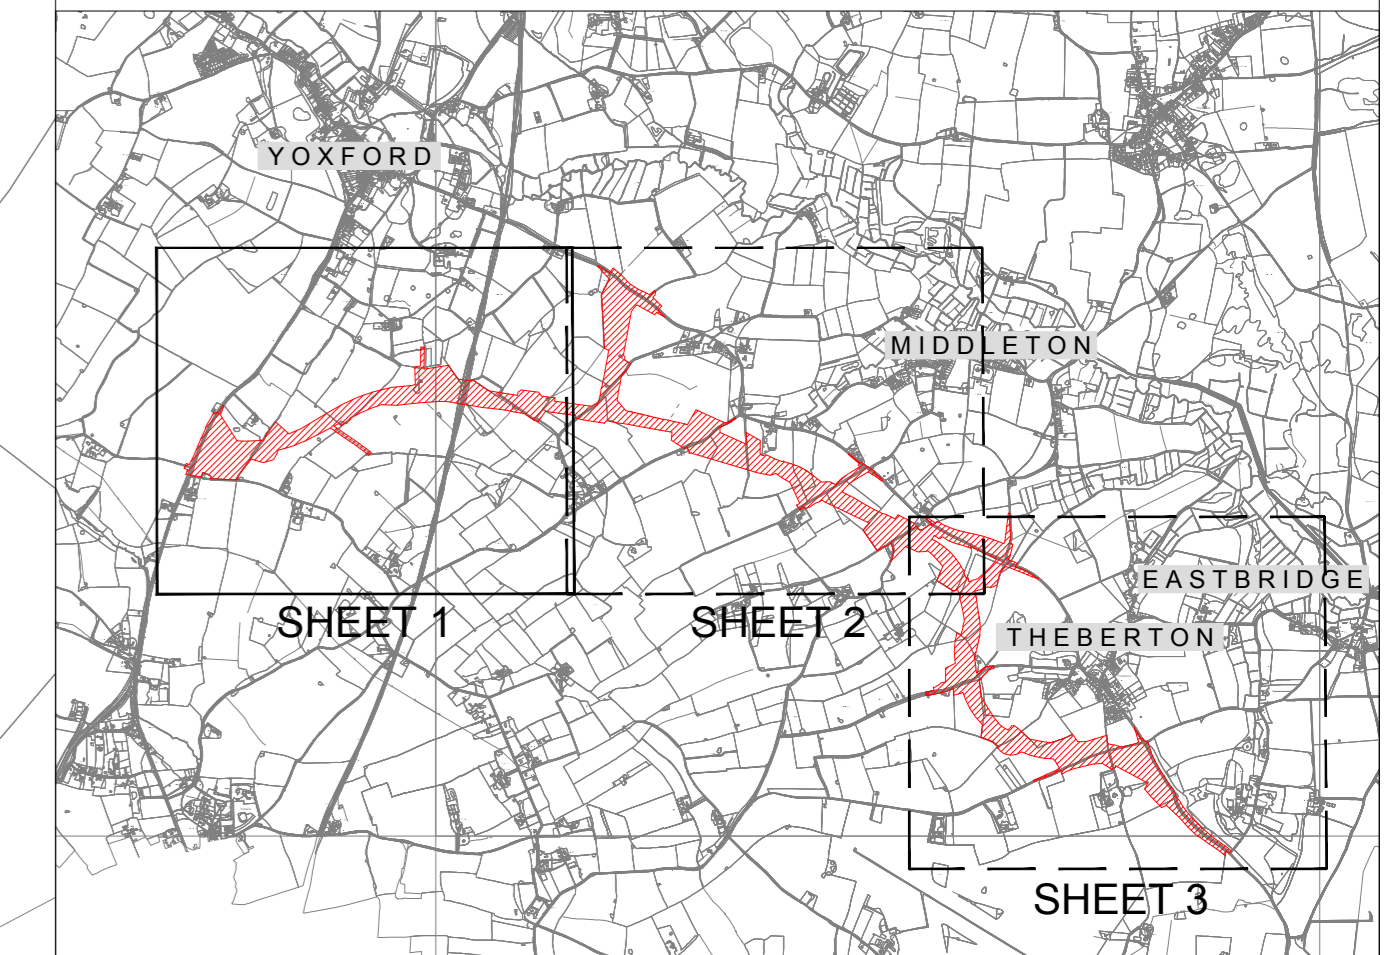 YOXFORD
MIDDLETON
EASTBRIDGE
SHEET 1
SHEET 2
THEBERTON
SHEET 3